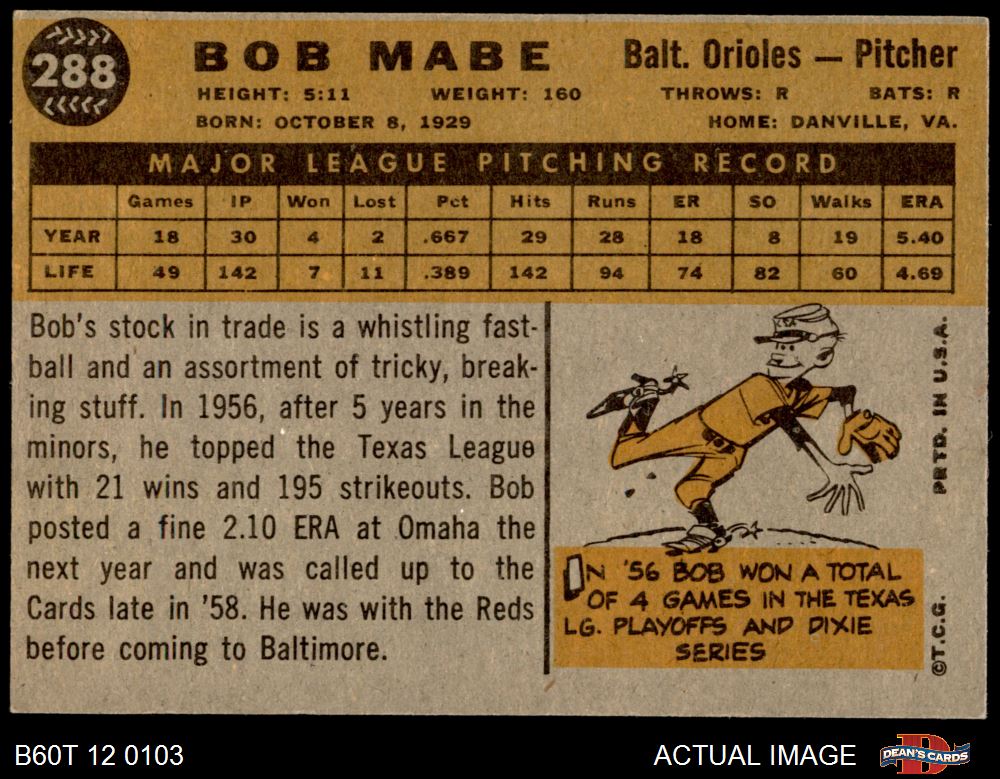 288
BOB MABE
Balt. Orioles — Pitcher
HEIGHT: 5:11 WEIGHT: 160 THROWS: R BATS: R
BORN: OCTOBER 8, 1929 HOME: DANVILLE, VA.
MAJOR LEAGUE PITCHING RECORD
Games IP Won Lost Pct Hits Runs ER SO Walks ERA
YEAR 18 30 4 2 .667 29 28 18 8 19 5.40
LIFE 49 142 7 11 .389 142 94 74 82 60 4.69
Bob's stock in trade is a whistling fast-
ball and an assortment of tricky, break-
ing stuff. In 1956, after 5 years in the
minors, he topped the Texas League
with 21 wins and 195 strikeouts. Bob
posted a fine 2.10 ERA at Omaha the
next year and was called up to the
Cards late in '58. He was with the Reds
before coming to Baltimore.
IN '56 BOB WON A TOTAL
OF 4 GAMES IN THE TEXAS
LG. PLAYOFFS AND DIXIE
SERIES
©T.C.G. PRTD. IN U.S.A.
B60T 12 0103
ACTUAL IMAGE
DEAN'S CARDS